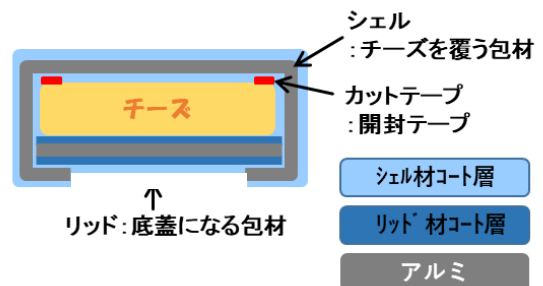 シェル
：チーズを覆う包材
カットテープ
：開封テープ
チーズ
リッド：底蓋になる包材
ｼｪﾙ材ｺｰﾄ層
ﾘｯﾄﾞ材ｺｰﾄ層
アルミ